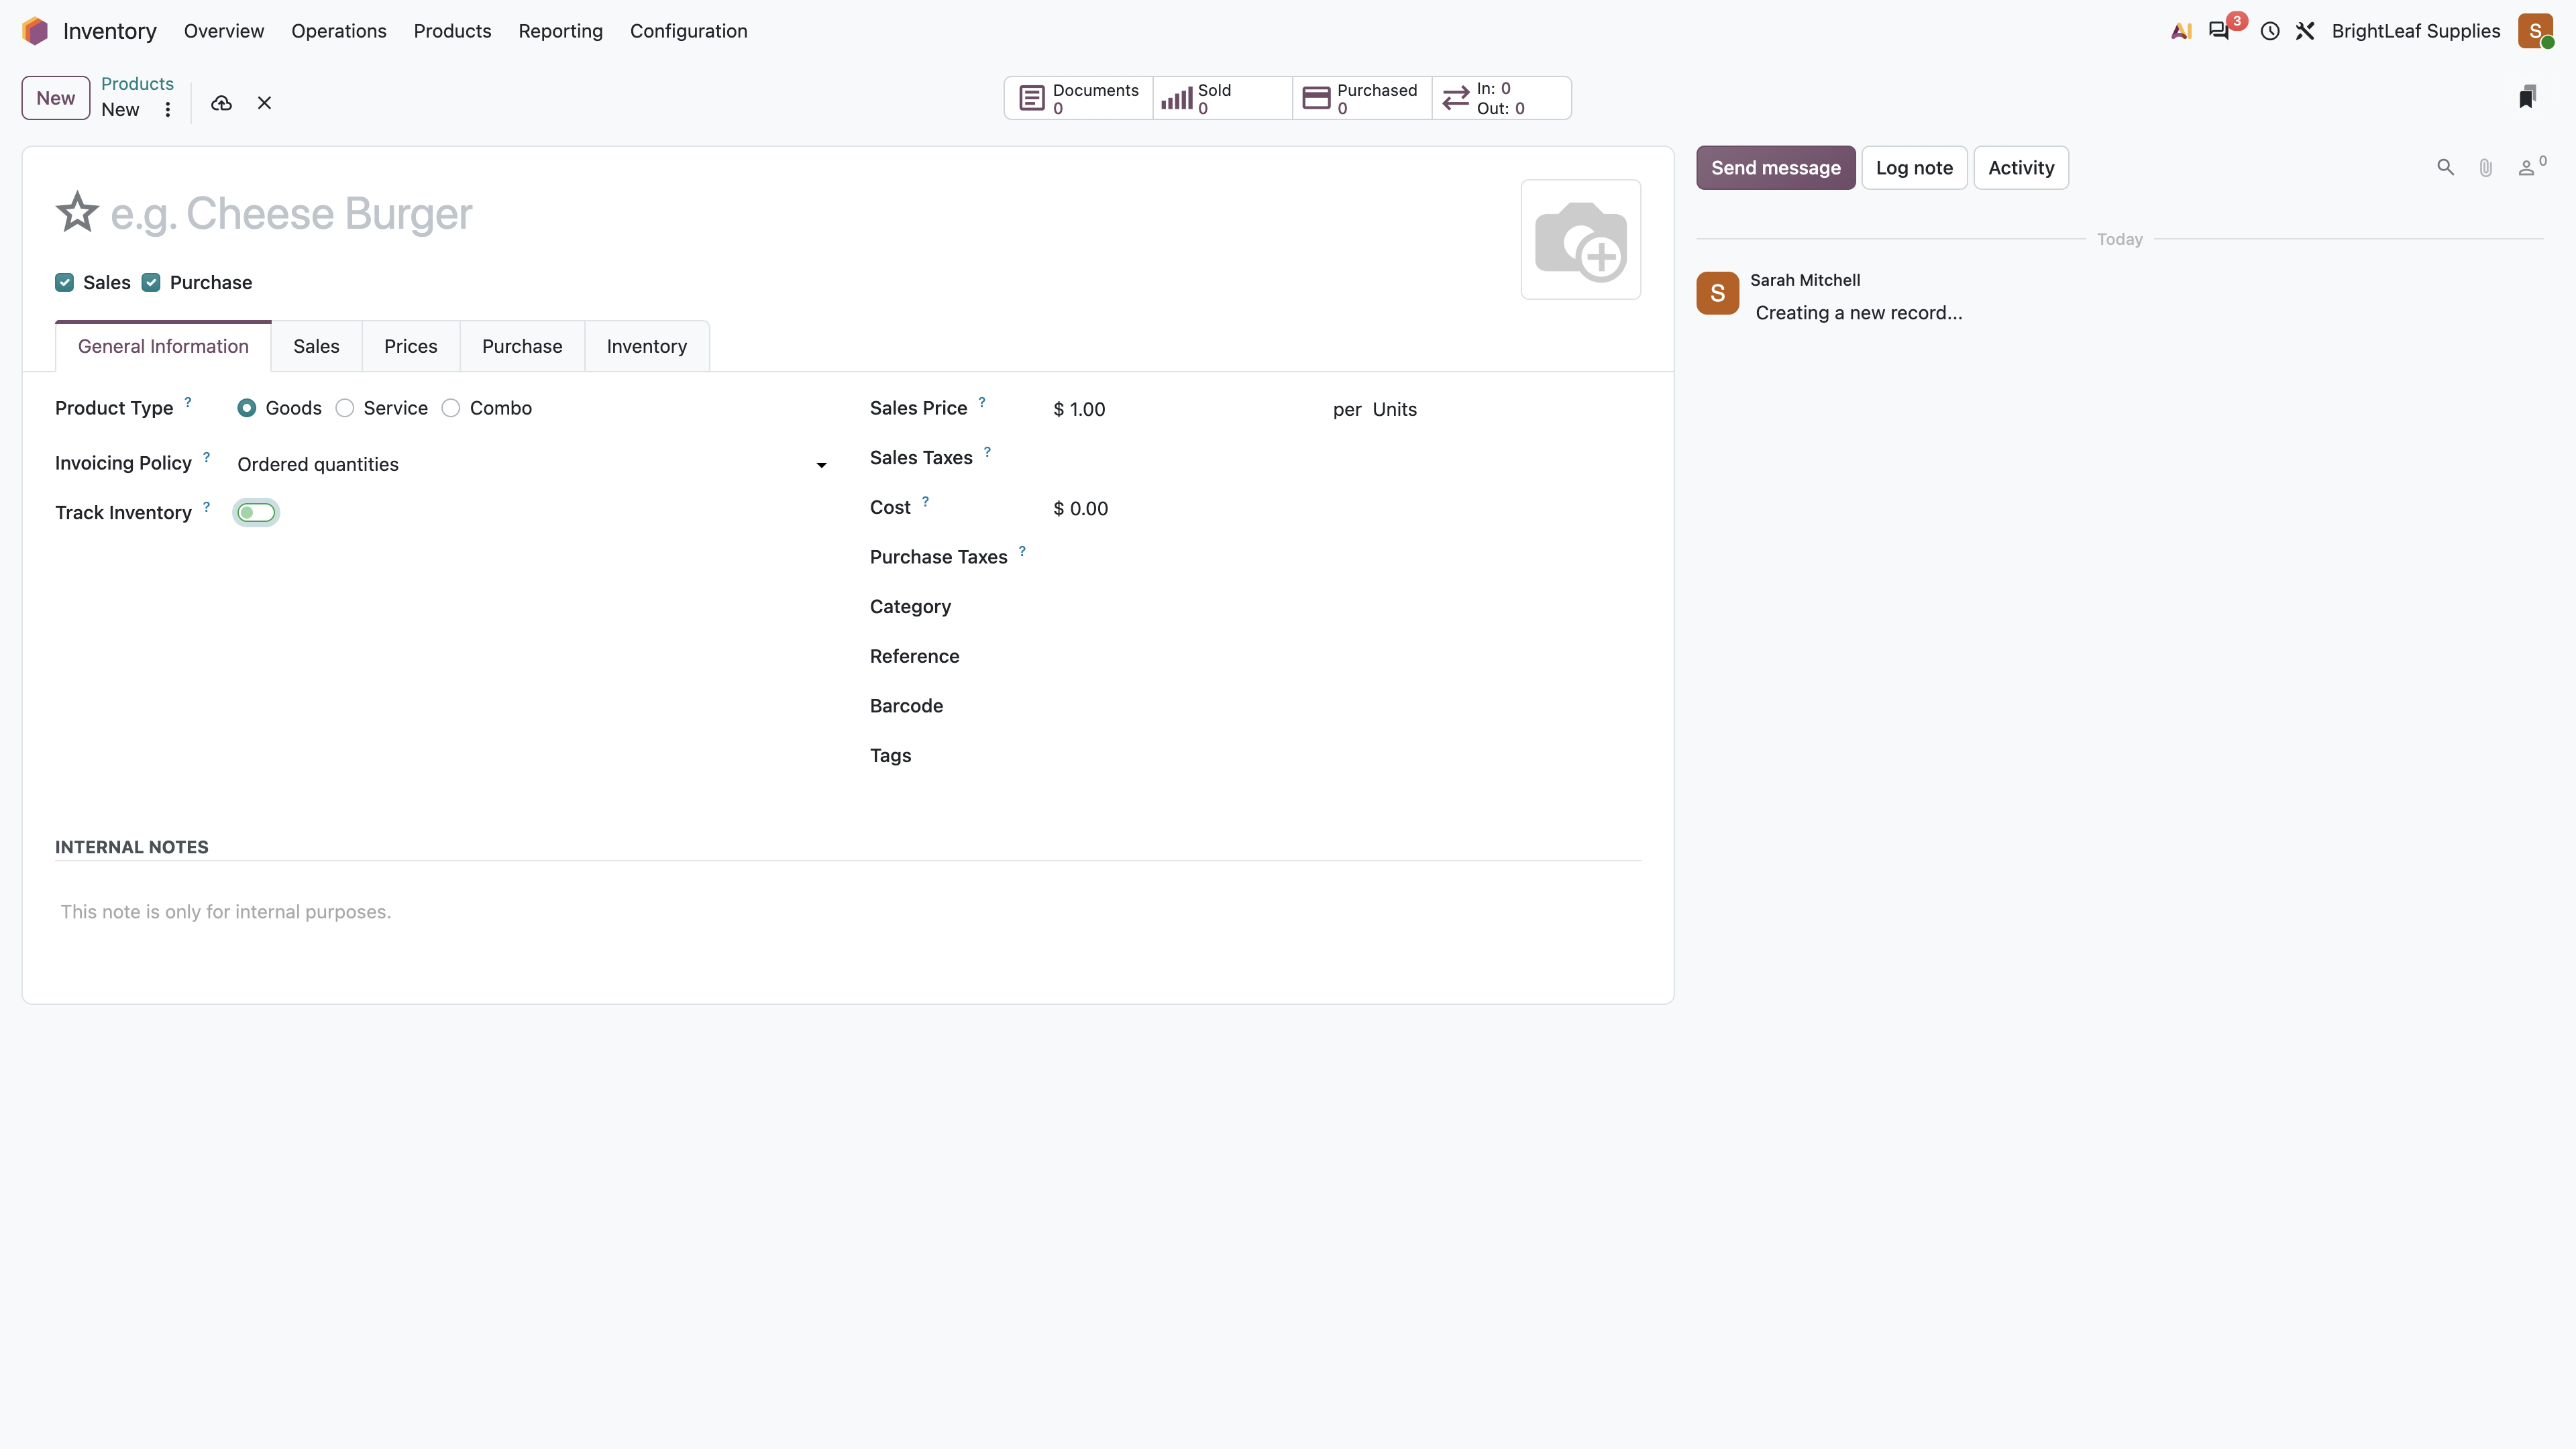 Inventory Overview Operations Products Reporting Configuration
AI 3 BrightLeaf Supplies S
New
Products
New
Documents 0
Sold 0
Purchased 0
In: 0
Out: 0
e.g. Cheese Burger
Sales Purchase
General Information Sales Prices Purchase Inventory
Product Type ? Goods Service Combo
Invoicing Policy ? Ordered quantities
Track Inventory ?
Sales Price ? $ 1.00 per Units
Sales Taxes ?
Cost ? $ 0.00
Purchase Taxes ?
Category
Reference
Barcode
Tags
INTERNAL NOTES
This note is only for internal purposes.
Send message Log note Activity 0
Today
S Sarah Mitchell
Creating a new record...